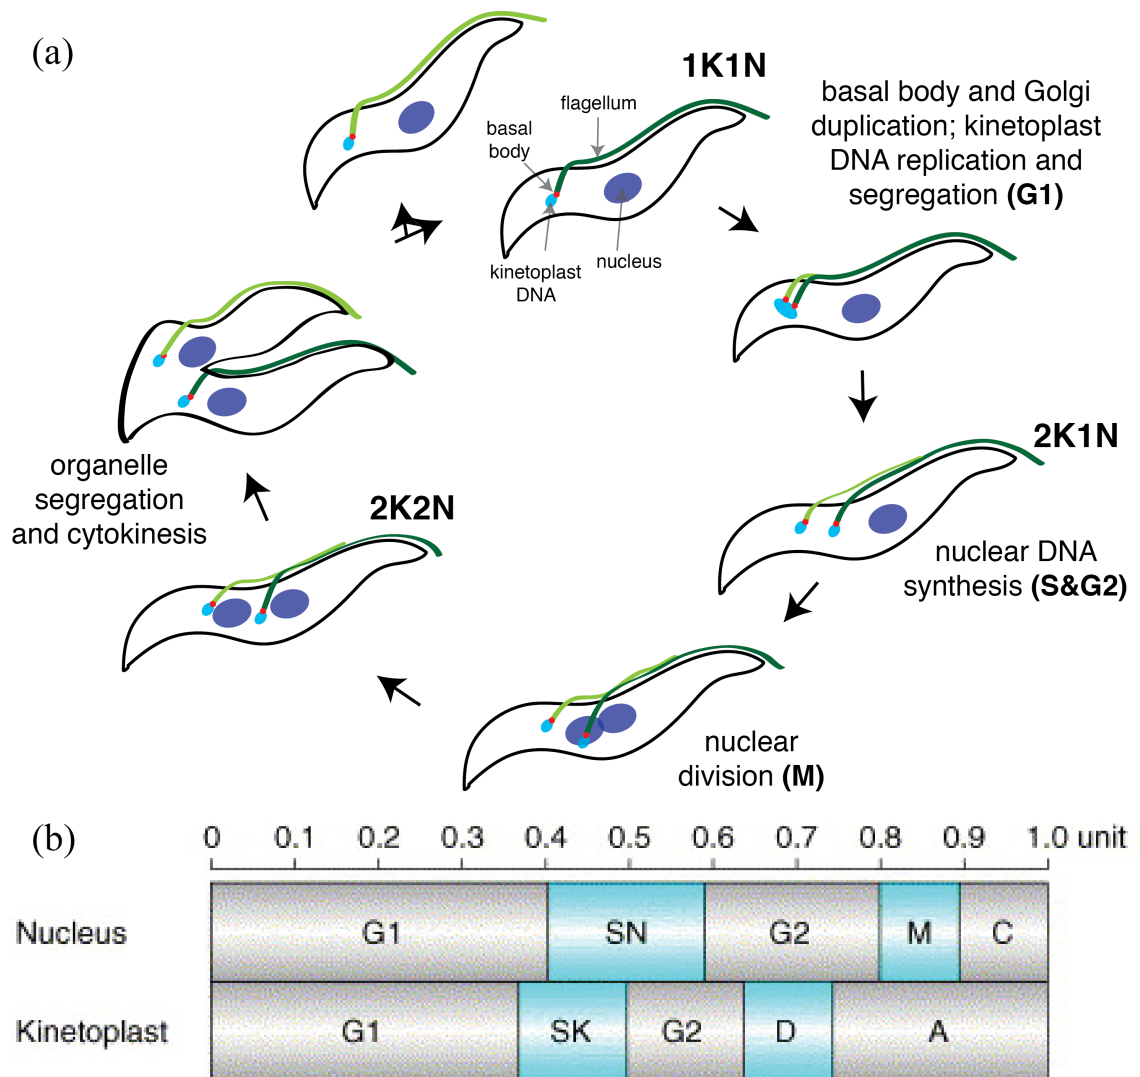 (a)
1K1N
flagellum
basal
body
kinetoplast
DNA
nucleus
basal body and Golgi
duplication; kinetoplast
DNA replication and
segregation (G1)
2K1N
nuclear DNA
synthesis (S&G2)
nuclear
division (M)
2K2N
organelle
segregation
and cytokinesis
(b)
0 0.1 0.2 0.3 0.4 0.5 0.6 0.7 0.8 0.9 1.0 unit
Nucleus G1 SN G2 M C
Kinetoplast G1 SK G2 D A